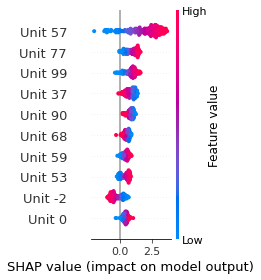 High
Unit 57
Unit 77
Unit 99
Unit 37
Unit 90
Unit 68
Unit 59
Unit 53
Unit -2
Unit 0
Feature value
Low
0.0 2.5
SHAP value (impact on model output)